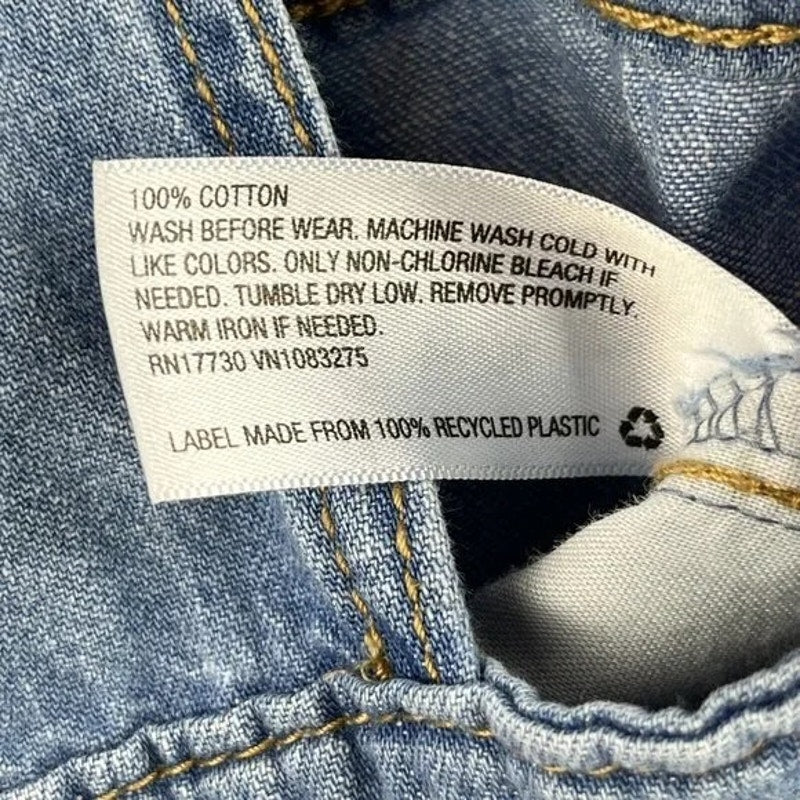 100% COTTON
WASH BEFORE WEAR. MACHINE WASH COLD WITH
LIKE COLORS. ONLY NON-CHLORINE BLEACH IF
NEEDED. TUMBLE DRY LOW. REMOVE PROMPTLY.
WARM IRON IF NEEDED.
RN17730 VN1083275
LABEL MADE FROM 100% RECYCLED PLASTIC